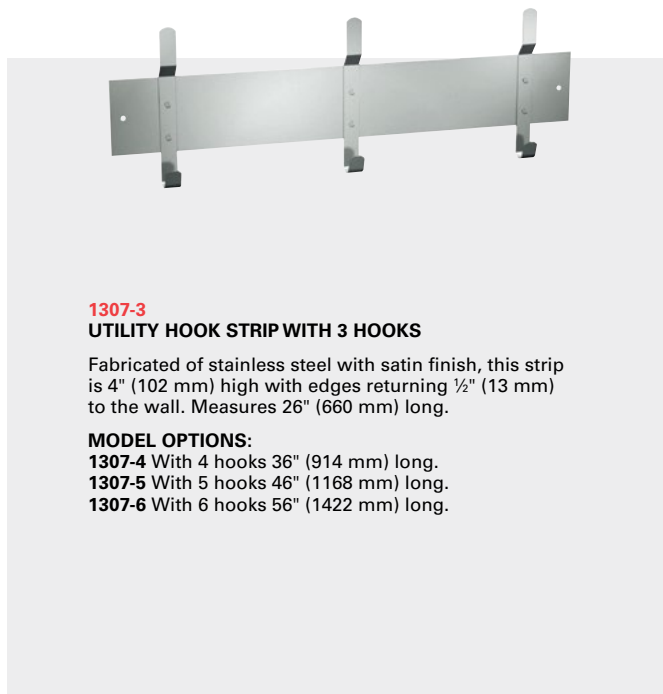 1307-3
UTILITY HOOK STRIP WITH 3 HOOKS
Fabricated of stainless steel with satin finish, this strip
is 4" (102 mm) high with edges returning ½" (13 mm)
to the wall. Measures 26" (660 mm) long.
MODEL OPTIONS:
1307-4 With 4 hooks 36" (914 mm) long.
1307-5 With 5 hooks 46" (1168 mm) long.
1307-6 With 6 hooks 56" (1422 mm) long.